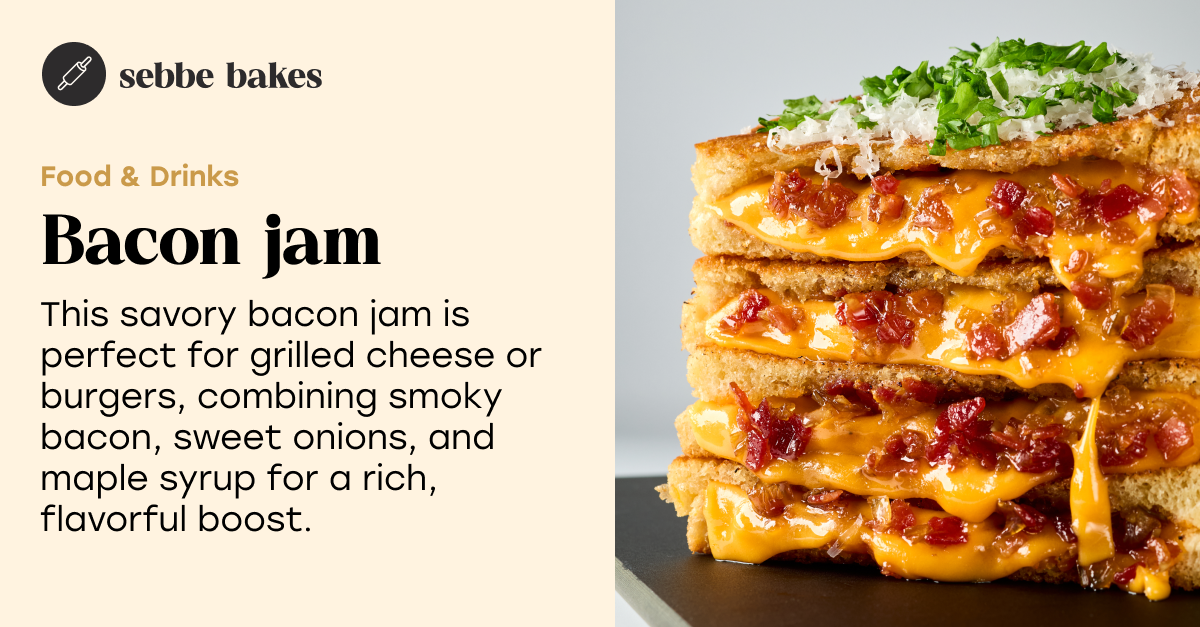 sebbe bakes
Food & Drinks
Bacon jam
This savory bacon jam is
perfect for grilled cheese or
burgers, combining smoky
bacon, sweet onions, and
maple syrup for a rich,
flavorful boost.